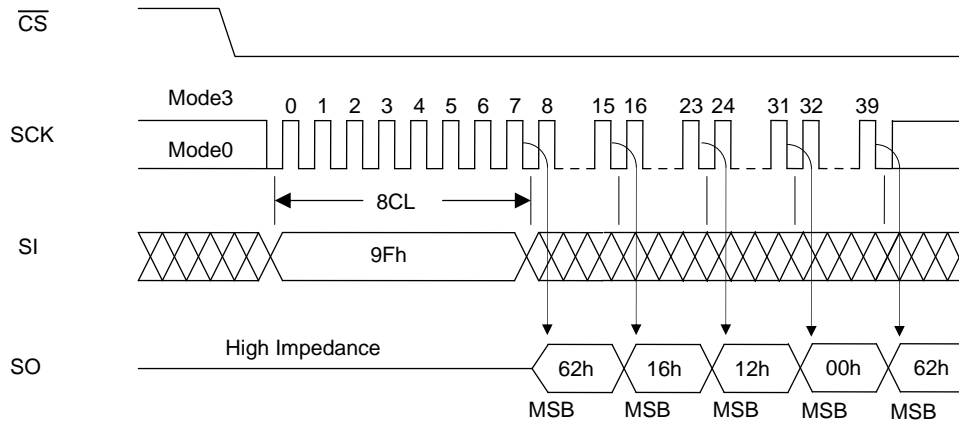 CS
Mode3
0 1 2 3 4 5 6 7 8 15 16 23 24 31 32 39
SCK
Mode0
8CL
SI
9Fh
High Impedance
SO
62h 16h 12h 00h 62h
MSB MSB MSB MSB MSB